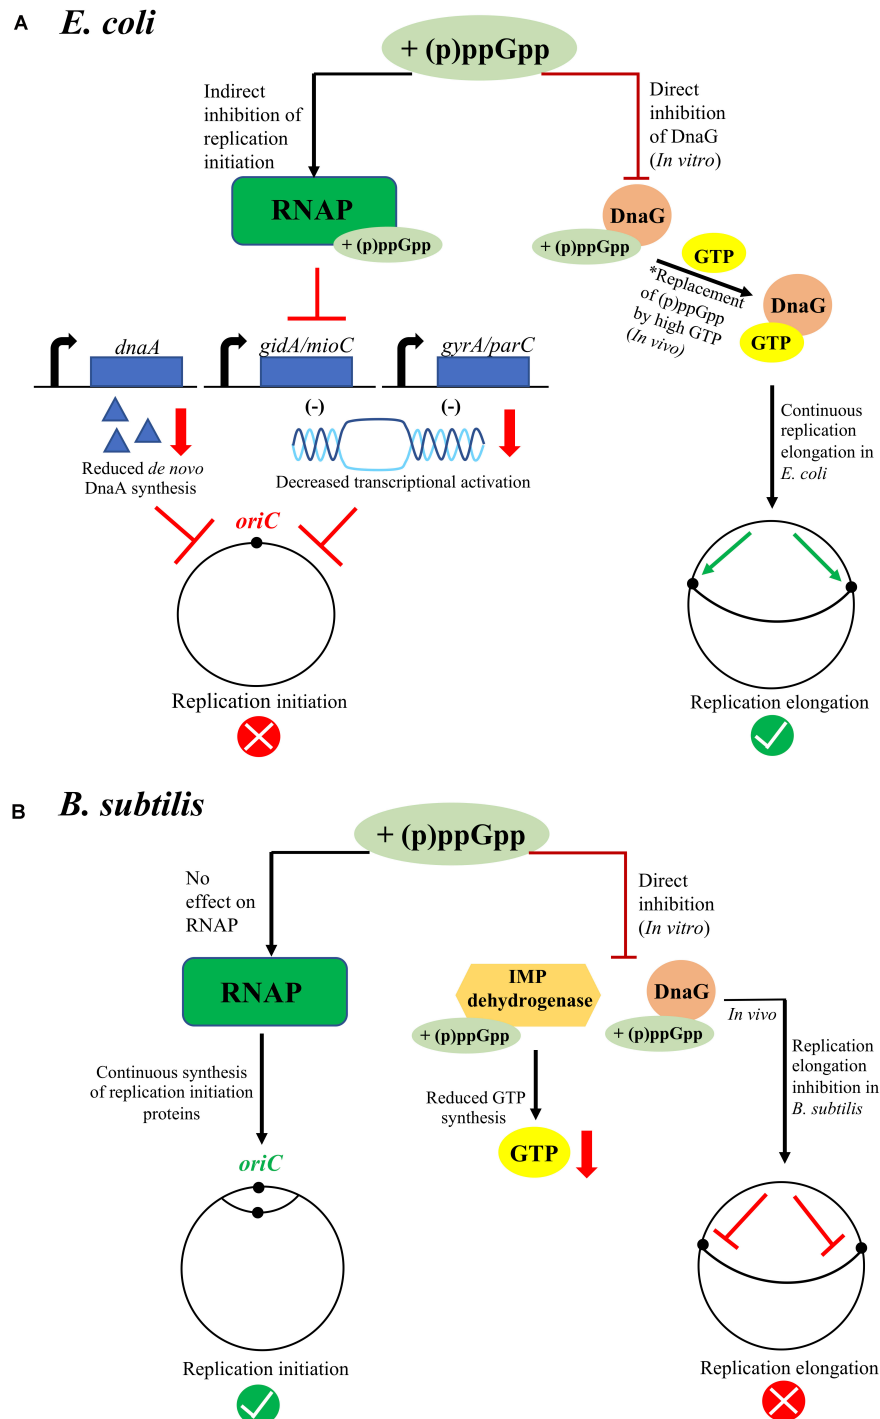 A
E. coli
+ (p)ppGpp
Indirect
inhibition of
replication
initiation
Direct
inhibition
of DnaG
(In vitro)
RNAP
+ (p)ppGpp
DnaG
+ (p)ppGpp
GTP
*Replacement
of (p)ppGpp
by high GTP
(In vivo)
DnaG
GTP
dnaA
gidA/mioC
gyrA/parC
(-)
(-)
Reduced de novo
DnaA synthesis
Decreased transcriptional activation
Continuous
replication
elongation in
E. coli
oriC
Replication initiation
Replication elongation
B
B. subtilis
+ (p)ppGpp
No
effect on
RNAP
Direct
inhibition
(In vitro)
RNAP
IMP
dehydrogenase
+ (p)ppGpp
DnaG
+ (p)ppGpp
In vivo
Continuous synthesis
of replication initiation
proteins
Reduced GTP
synthesis
GTP
Replication
elongation
inhibition in
B. subtilis
oriC
Replication initiation
Replication elongation